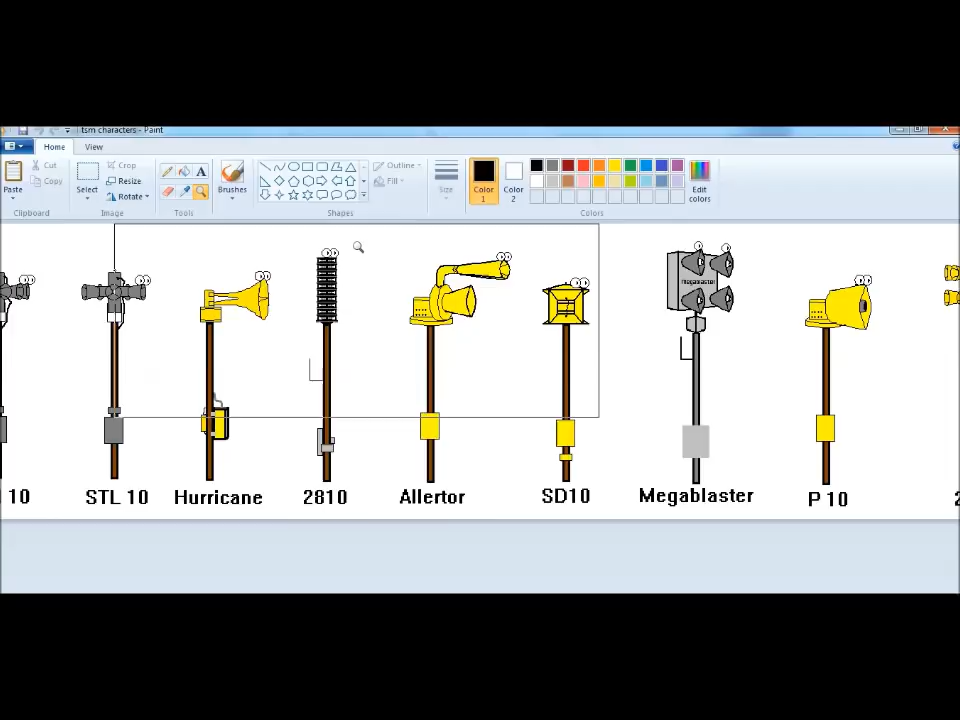 tsm characters - Paint
Home View
Paste
Cut
Copy
Clipboard
Select
Crop
Resize
Rotate
Image
A
Tools
Brushes
Outline
Fill
Shapes
Size
Color 1
Color 2
Edit colors
Colors
Megablaster
10 STL 10 Hurricane 2810 Allertor SD10 Megablaster P 10